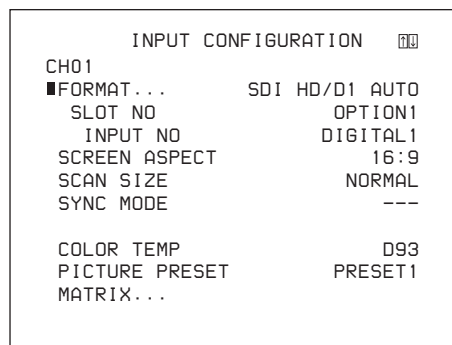 INPUT CONFIGURATION ↑↓
CH01
FORMAT... SDI HD/D1 AUTO
SLOT NO OPTION1
INPUT NO DIGITAL1
SCREEN ASPECT 16:9
SCAN SIZE NORMAL
SYNC MODE ---
COLOR TEMP D93
PICTURE PRESET PRESET1
MATRIX...